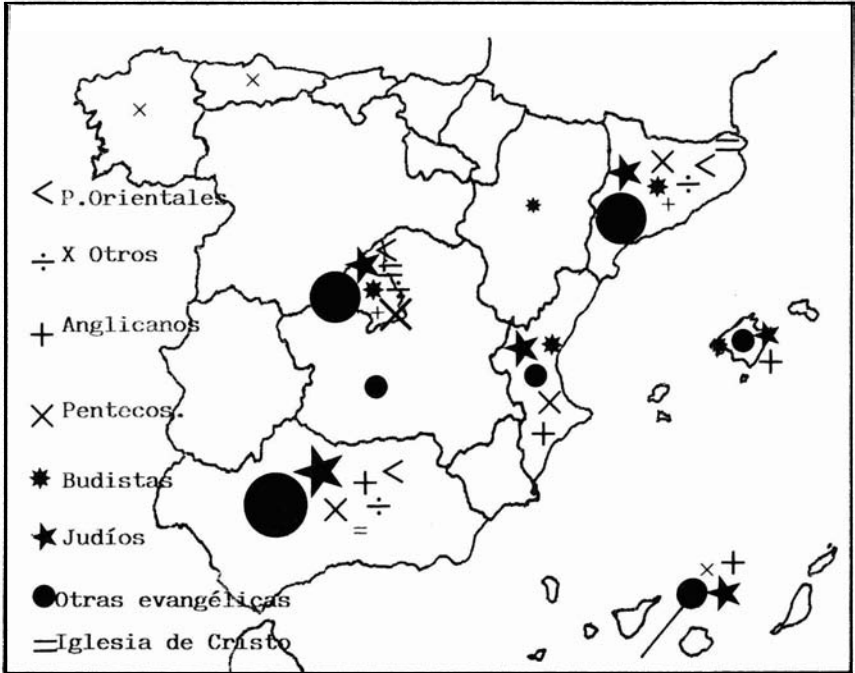 P.Orientales
X Otros
Anglicanos
Pentecos.
Budistas
Judíos
Otras evangélicas
Iglesia de Cristo